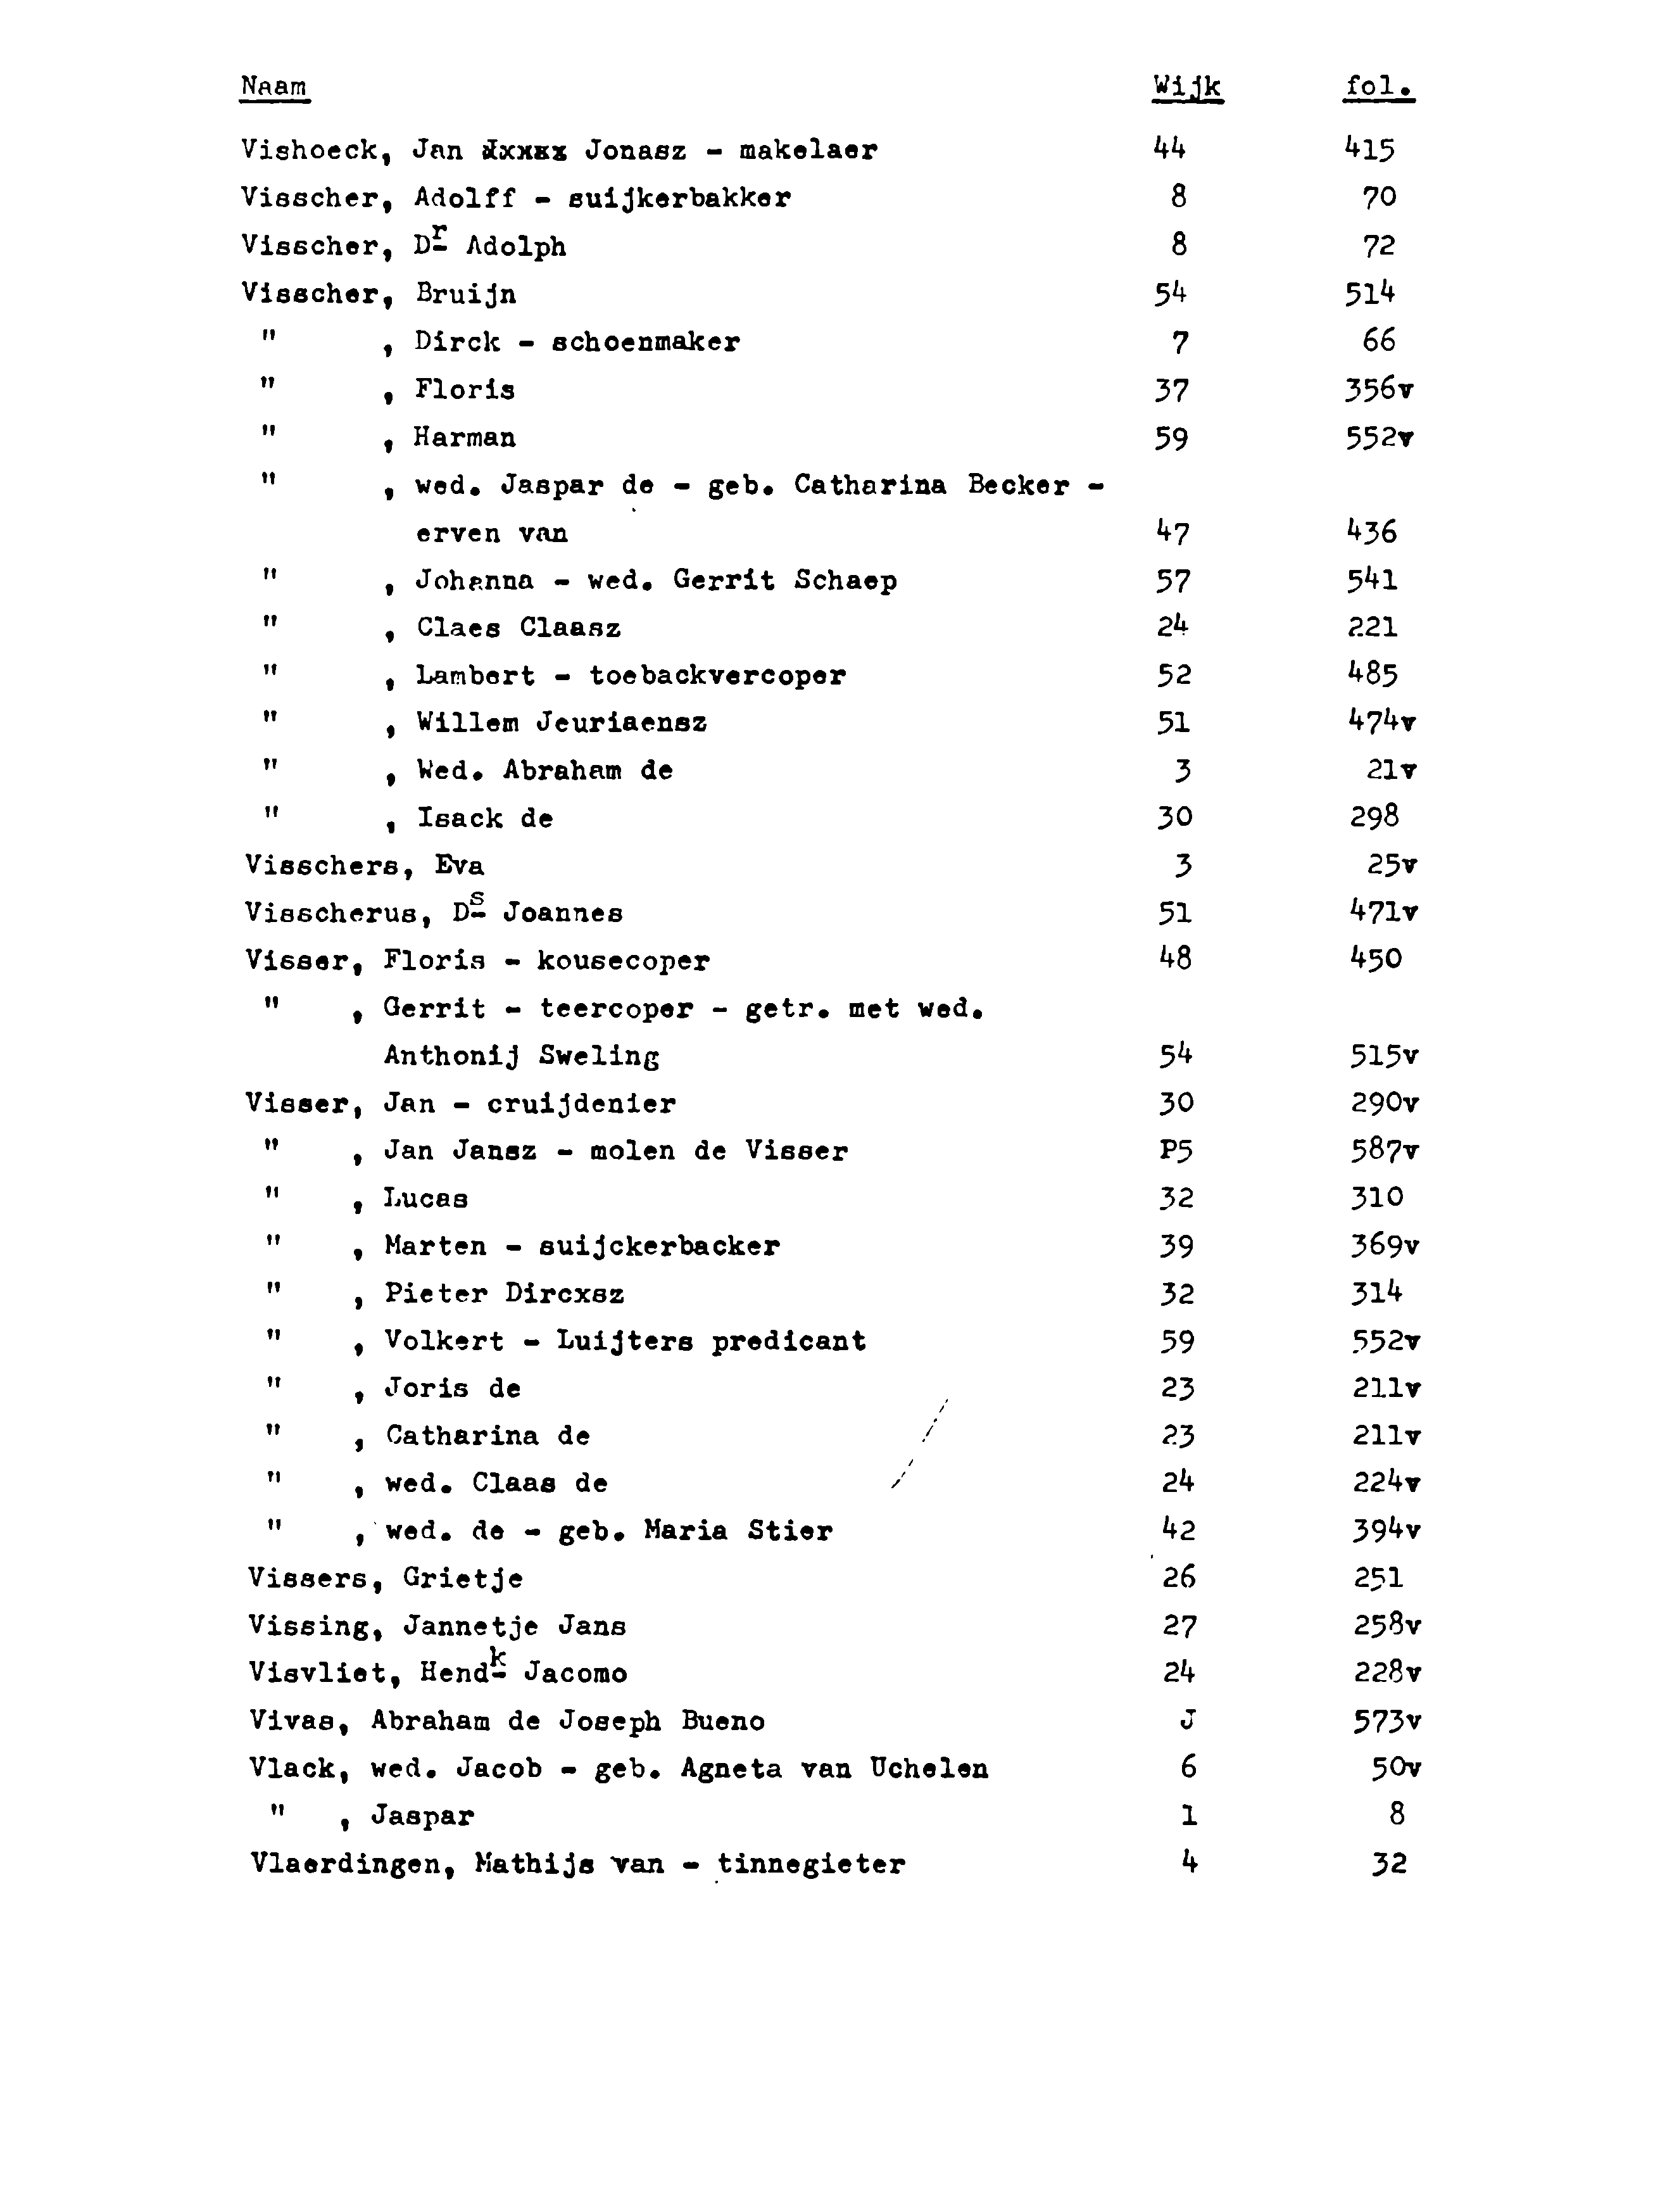 Naam Wijk fol.
Vishoeck, Jan Jonasz - makelaer 44 415
Visscher, Adolff - suijkerbakker 8 70
Visscher, Dr Adolph 8 72
Visscher, Bruijn 54 514
" , Dirck - schoenmaker 7 66
" , Floris 37 356v
" , Harman 59 552v
" , wed. Jaspar de - geb. Catharina Becker -
erven van 47 436
" , Johanna - wed. Gerrit Schaep 57 541
" , Claes Claasz 24 221
" , Lambert - toebackvercoper 52 485
" , Willem Jeuriaensz 51 474v
" , Wed. Abraham de 3 21v
" , Isack de 30 298
Visschers, Eva 3 25v
Visscherus, Ds Joannes 51 471v
Visser, Floris - kousecoper 48 450
" , Gerrit - teercoper - getr. met wed.
Anthonij Sweling 54 515v
Visser, Jan - cruijdenier 30 290v
" , Jan Jansz - molen de Visser P5 587v
" , Lucas 32 310
" , Marten - suijckerbacker 39 369v
" , Pieter Dircxsz 32 314
" , Volkert - Luijters predicant 59 552v
" , Joris de 23 211v
" , Catharina de 23 211v
" , wed. Claas de 24 224v
" , wed. de - geb. Maria Stier 42 394v
Vissers, Grietje 26 251
Vissing, Jannetje Jans 27 258v
Visvliet, Hendk Jacomo 24 228v
Vivas, Abraham de Joseph Bueno J 573v
Vlack, wed. Jacob - geb. Agneta van Uchelen 6 50v
" , Jaspar 1 8
Vlaerdingen, Mathijs van - tinnegieter 4 32